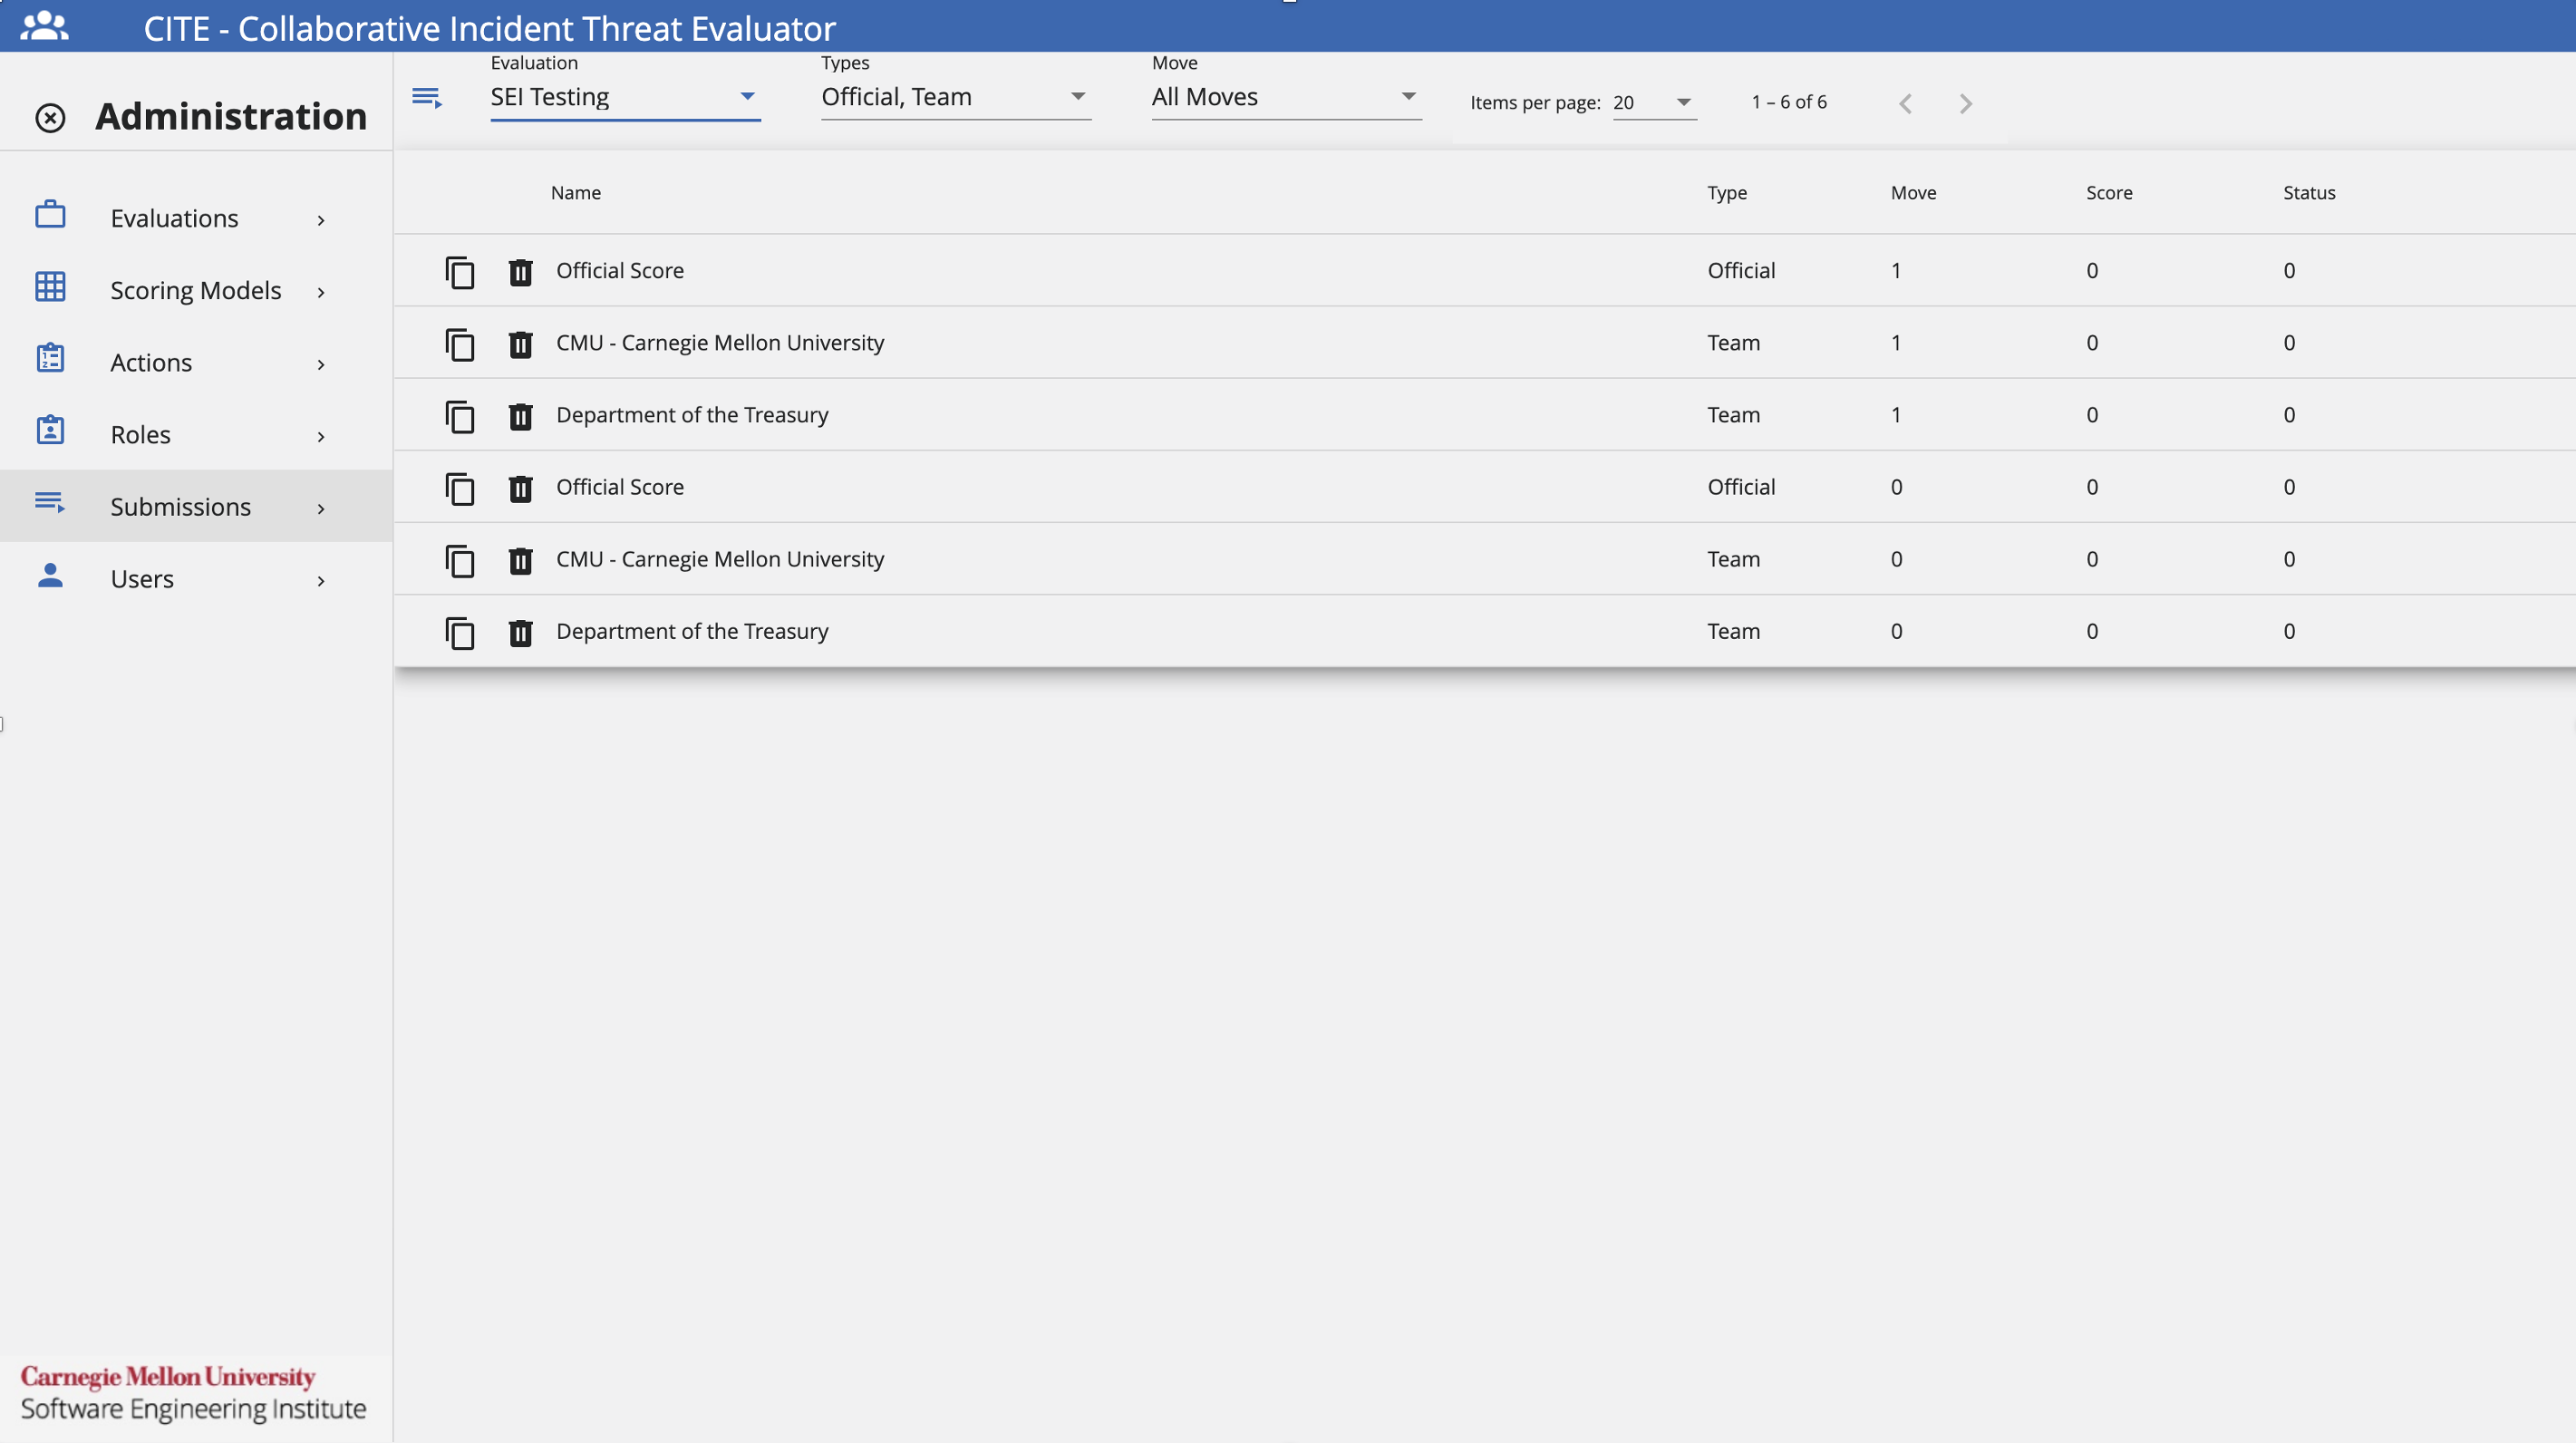 CITE - Collaborative Incident Threat Evaluator
Administration
Evaluations
Scoring Models
Actions
Roles
Submissions
Users
Carnegie Mellon University
Software Engineering Institute
Evaluation Types Move
SEI Testing Official, Team All Moves Items per page: 20 1 – 6 of 6
Name Type Move Score Status
Official Score Official 1 0 0
CMU - Carnegie Mellon University Team 1 0 0
Department of the Treasury Team 1 0 0
Official Score Official 0 0 0
CMU - Carnegie Mellon University Team 0 0 0
Department of the Treasury Team 0 0 0